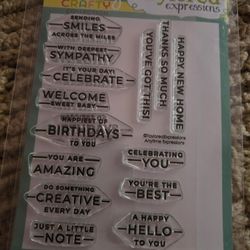 CRAFTY
expressions
SENDING
SMILES
ACROSS THE MILES
WITH DEEPEST
SYMPATHY
IT'S YOUR DAY!
CELEBRATE
WELCOME
SWEET BABY
HAPPIEST OF
BIRTHDAYS
TO YOU
YOU ARE
AMAZING
DO SOMETHING
CREATIVE
EVERY DAY
JUST A LITTLE
NOTE
YOU'VE GOT THIS!
THANKS SO MUCH
HAPPY NEW HOME
Anytime Expressions
CELEBRATING
YOU
YOU'RE THE
BEST
A HAPPY
HELLO
TO YOU